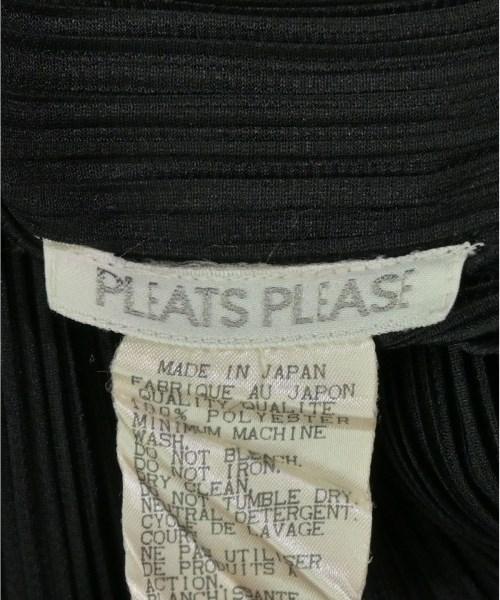 PLEATS PLEASE
MADE IN JAPAN
FABRIQUE AU JAPON
QUALITY/QUALITE
100% POLYESTER
MINIMUM MACHINE
WASH.
DO NOT BLEACH.
DO NOT IRON.
DRY CLEAN.
DO NOT TUMBLE DRY.
NEUTRAL DETERGENT.
CYCLE DE LAVAGE
COURT
NE PAS UTILISER
DE PRODUITS A
ACTION.
BLANCHISSANTE